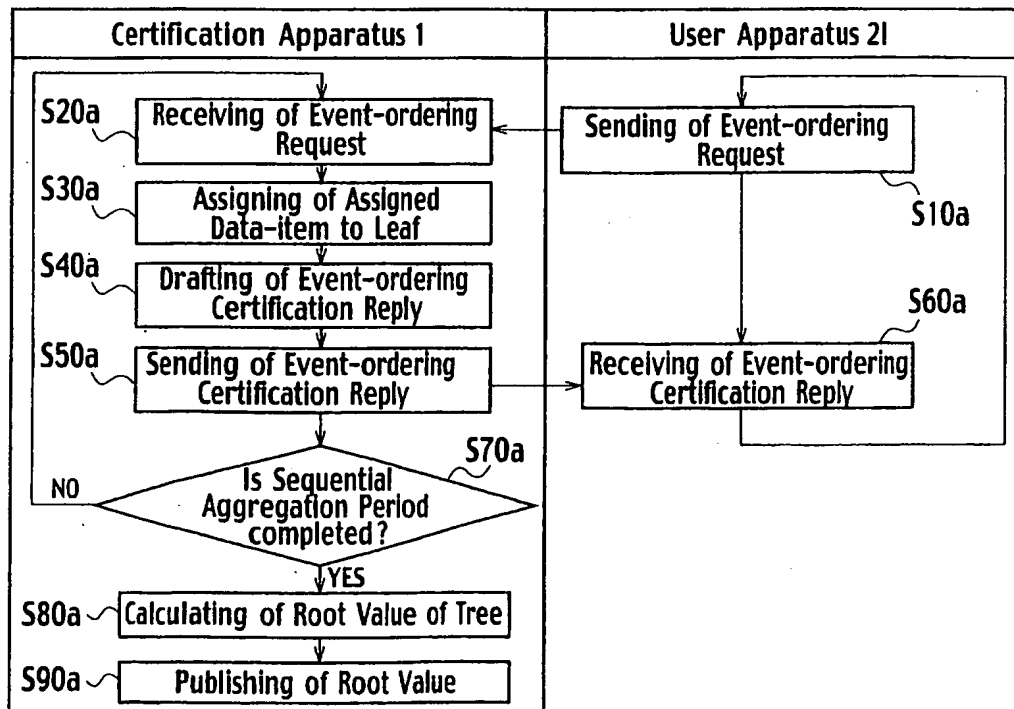 Certification Apparatus 1
User Apparatus 2I
S20a
Receiving of Event-ordering
Request
Sending of Event-ordering
Request
S10a
S30a
Assigning of Assigned
Data-item to Leaf
S40a
Drafting of Event-ordering
Certification Reply
S50a
Sending of Event-ordering
Certification Reply
S60a
Receiving of Event-ordering
Certification Reply
S70a
Is Sequential
Aggregation Period
completed?
NO
YES
S80a
Calculating of Root Value of Tree
S90a
Publishing of Root Value